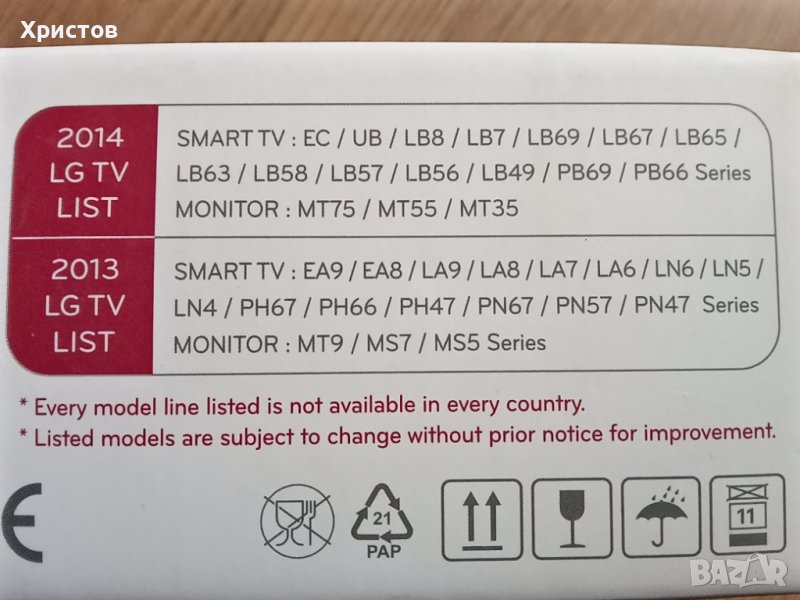 Христов
2014
LG TV
LIST
SMART TV : EC / UB / LB8 / LB7 / LB69 / LB67 / LB65 /
LB63 / LB58 / LB57 / LB56 / LB49 / PB69 / PB66 Series
MONITOR : MT75 / MT55 / MT35
2013
LG TV
LIST
SMART TV : EA9 / EA8 / LA9 / LA8 / LA7 / LA6 / LN6 / LN5 /
LN4 / PH67 / PH66 / PH47 / PN67 / PN57 / PN47 Series
MONITOR : MT9 / MS7 / MS5 Series
* Every model line listed is not available in every country.
* Listed models are subject to change without prior notice for improvement.
CE
21
PAP
11
BAZAR